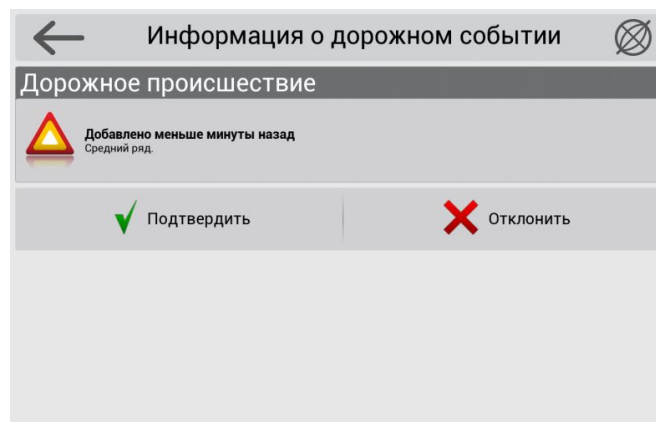 Информация о дорожном событии
Дорожное происшествие
Добавлено меньше минуты назад
Средний ряд.
Подтвердить
Отклонить